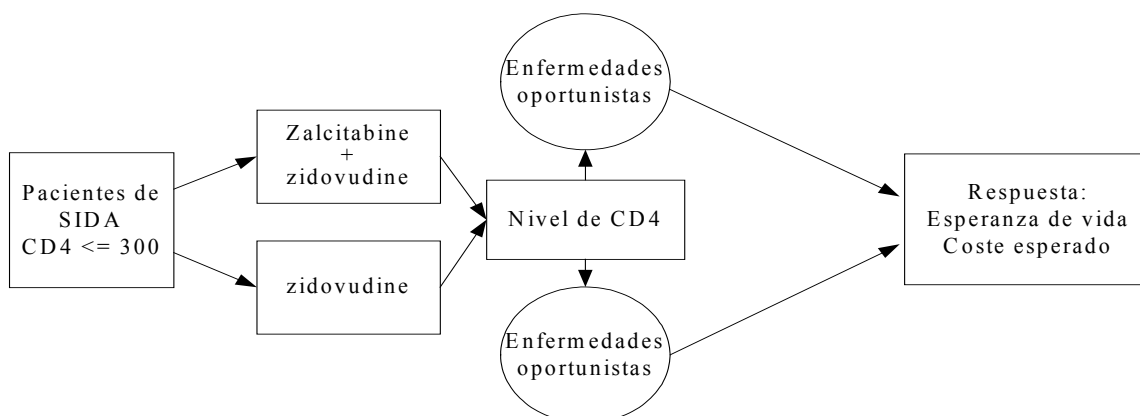 Pacientes de
SIDA
CD4 <= 300
Zalcitabine
+
zidovudine
zidovudine
Enfermedades
oportunistas
Nivel de CD4
Enfermedades
oportunistas
Respuesta:
Esperanza de vida
Coste esperado